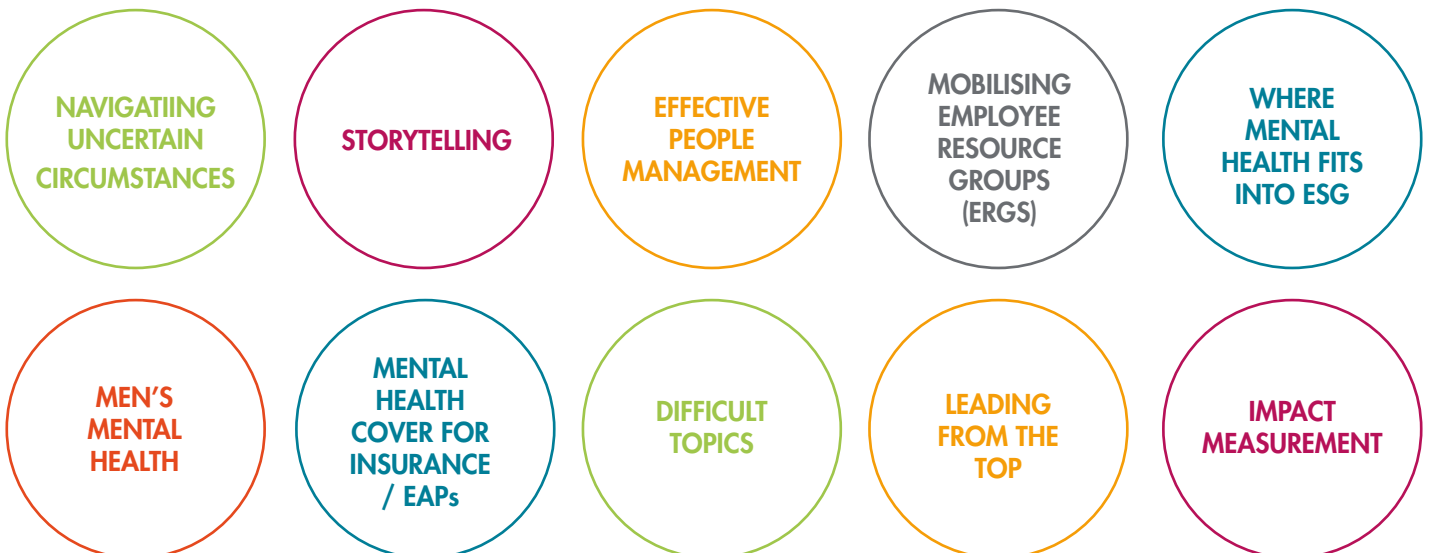 NAVIGATIING
UNCERTAIN
CIRCUMSTANCES
STORYTELLING
EFFECTIVE
PEOPLE
MANAGEMENT
MOBILISING
EMPLOYEE
RESOURCE
GROUPS
(ERGS)
WHERE
MENTAL
HEALTH FITS
INTO ESG
MEN’S
MENTAL
HEALTH
MENTAL
HEALTH
COVER FOR
INSURANCE
/ EAPs
DIFFICULT
TOPICS
LEADING
FROM THE
TOP
IMPACT
MEASUREMENT